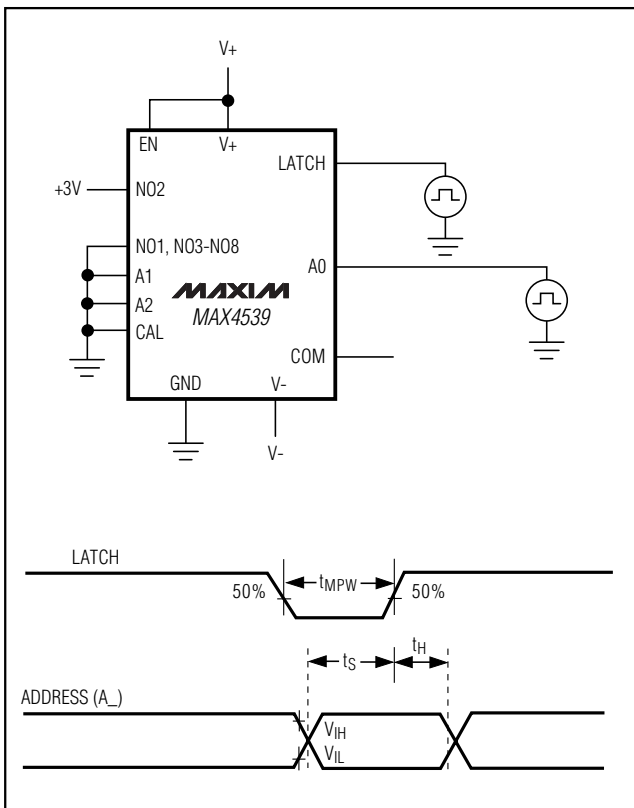 V+
EN
V+
LATCH
+3V
NO2
NO1, NO3-NO8
A0
A1
MAXIM
A2
MAX4539
CAL
COM
GND
V-
V-
LATCH
50%
tMPW
50%
tS
tH
ADDRESS (A_)
VIH
VIL